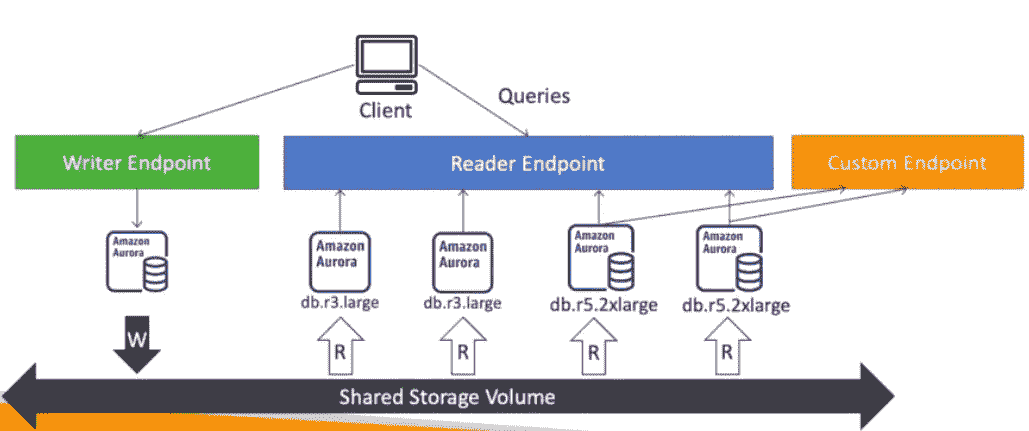 Client
Queries
Writer Endpoint
Reader Endpoint
Custom Endpoint
Amazon
Aurora
Amazon
Aurora
db.r3.large
Amazon
Aurora
db.r3.large
Amazon
Aurora
db.r5.2xlarge
Amazon
Aurora
db.r5.2xlarge
W
R
R
R
R
Shared Storage Volume